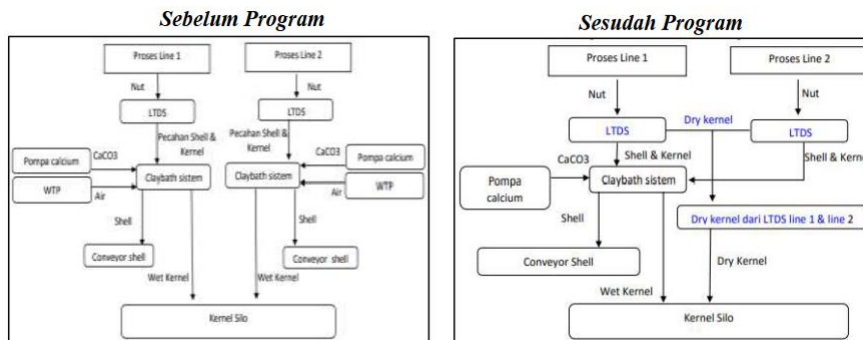 Sebelum Program
Proses Line 1
Proses Line 2
Nut
Nut
LTDS
LTDS
Pecahan Shell &
Kernel
Pecahan Shell &
Kernel
Pompa calcium
CaCO3
WTP
Air
Claybath sistem
Claybath sistem
CaCO3
Pompa calcium
Air
WTP
Shell
Shell
Conveyor shell
Conveyor shell
Wet Kernel
Wet Kernel
Kernel Silo
Sesudah Program
Proses Line 1
Proses Line 2
Nut
Nut
Dry kernel
LTDS
LTDS
Shell & Kernel
Shell & Kerne
CaCO3
Pompa
calcium
Claybath sistem
Shell
Dry kernel dari LTDS line 1 & line 2
Conveyor Shell
Dry Kernel
Wet Kernel
Kernel Silo